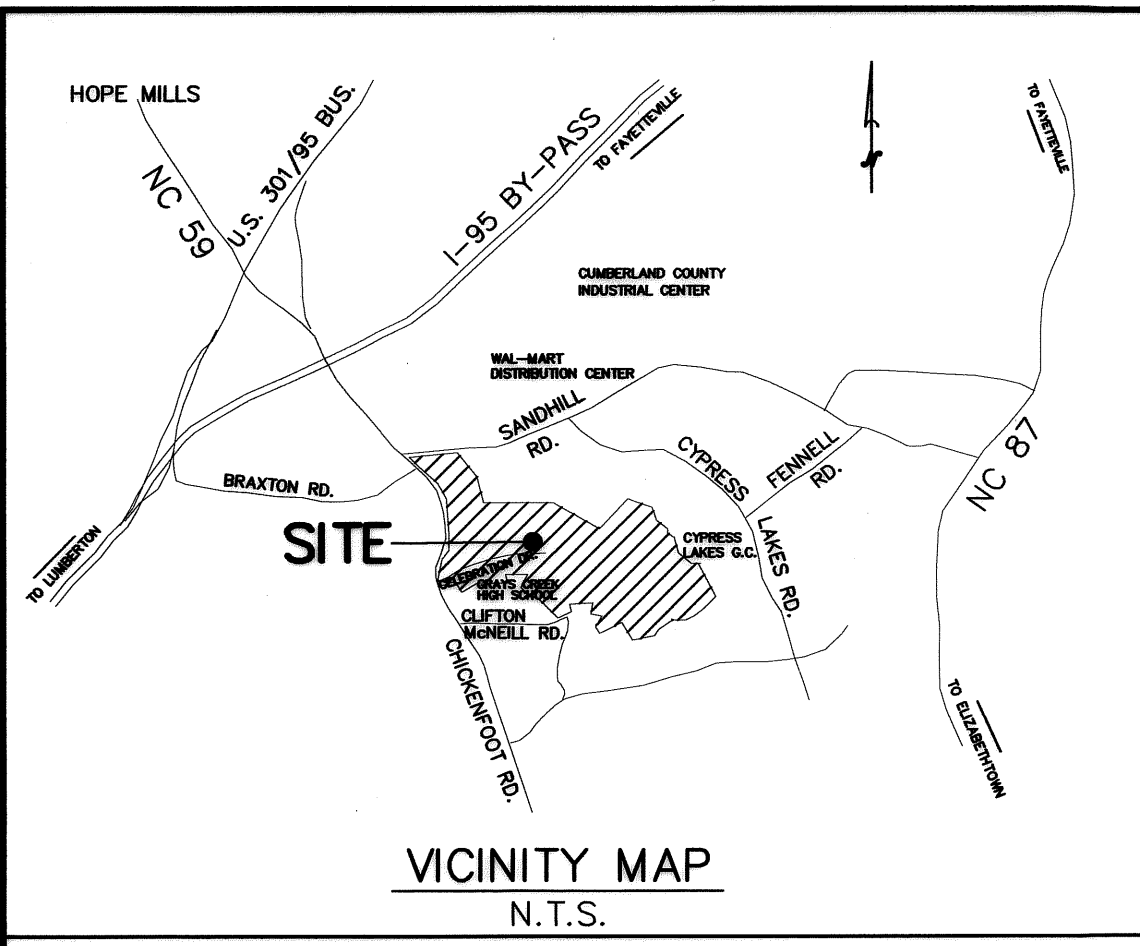 HOPE MILLS
NC 59
U.S. 301/95 BUS.
I-95 BY-PASS
TO FAYETTEVILLE
TO FAYETTEVILLE
CUMBERLAND COUNTY
INDUSTRIAL CENTER
WAL-MART
DISTRIBUTION CENTER
SANDHILL
RD.
CYPRESS
LAKES RD.
FENNELL
RD.
NC 87
BRAXTON RD.
SITE
CYPRESS
LAKES G.C.
TO LUMBERTON
CELEBRATION DR.
GRAYS CREEK
HIGH SCHOOL
CLIFTON
McNEILL RD.
CHICKENFOOT RD.
TO ELIZABETHTOWN
N
VICINITY MAP
N.T.S.